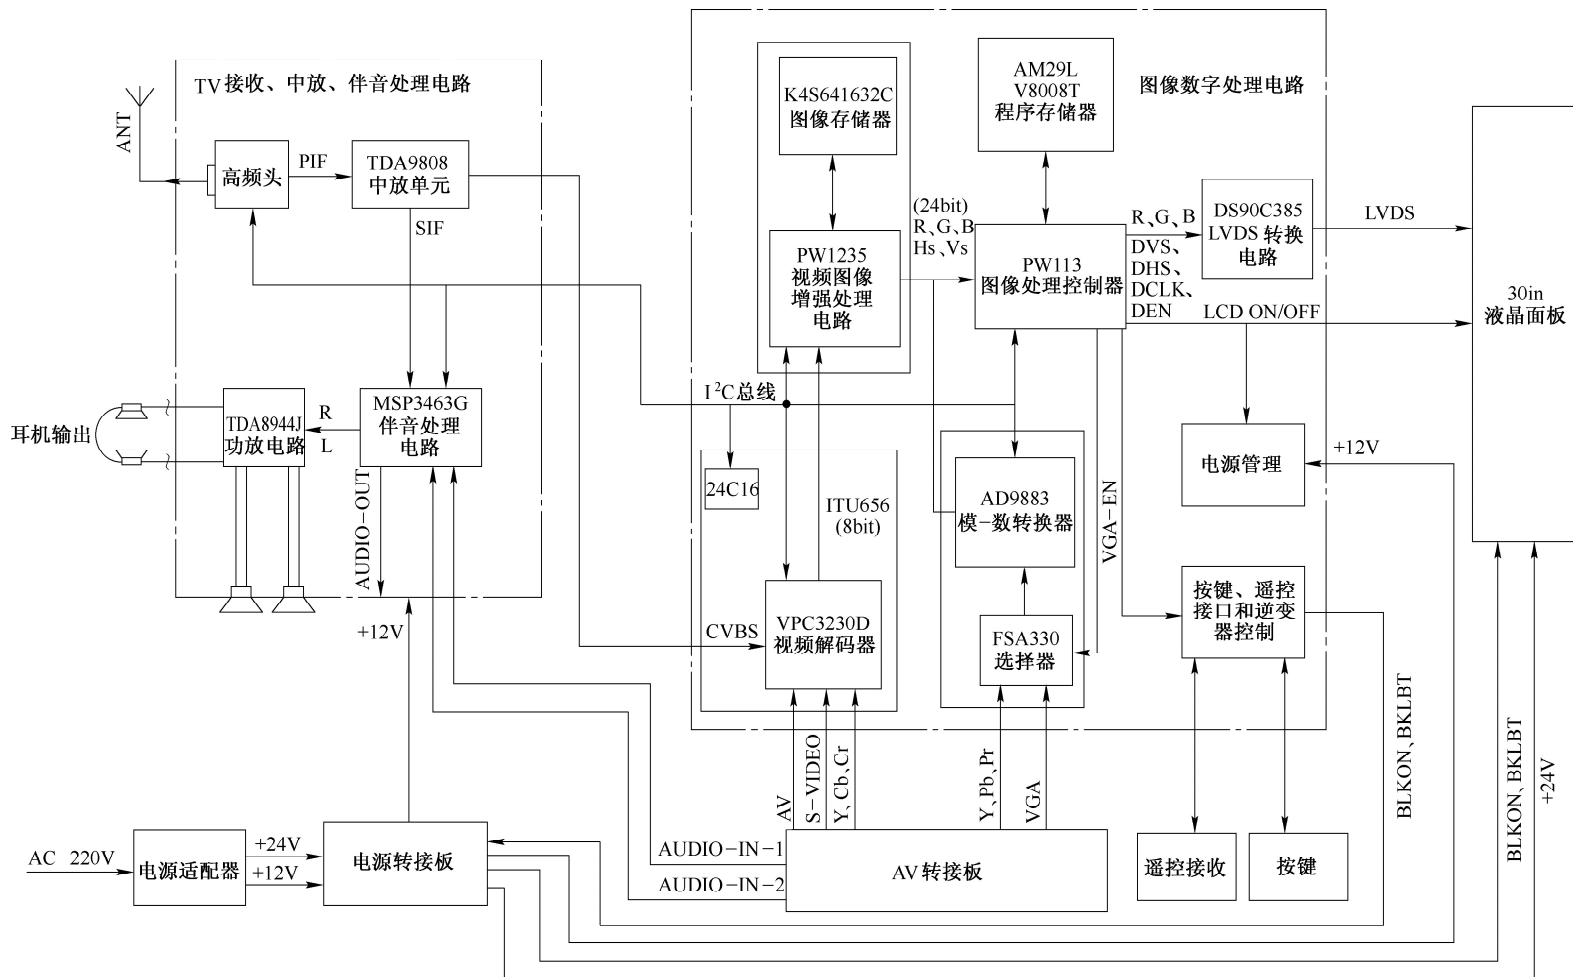 TV接收、中放、伴音处理电路
ANT
高频头
PIF
TDA9808
中放单元
SIF
K4S641632C
图像存储器
AM29L
V8008T
程序存储器
图像数字处理电路
PW1235
视频图像
增强处理
电路
(24bit)
R、G、B
Hs、Vs
PW113
图像处理控制器
R、G、B
DVS、
DHS、
DCLK、
DEN
DS90C385
LVDS 转换
电路
LVDS
LCD ON/OFF
30in
液晶面板
耳机输出
TDA8944J
功放电路
R
L
MSP3463G
伴音处理
电路
AUDIO-OUT
I²C总线
24C16
ITU656
(8bit)
AD9883
模-数转换器
VGA-EN
电源管理
+12V
+12V
CVBS
VPC3230D
视频解码器
FSA330
选择器
按键、遥控
接口和逆变
器控制
AV
S-VIDEO
Y、Cb、Cr
Y、Pb、Pr
VGA
BLKON、BKLBT
BLKON、BKLBT
+24V
AC 220V
电源适配器
+24V
+12V
电源转接板
AUDIO-IN-1
AUDIO-IN-2
AV转接板
遥控接收
按键